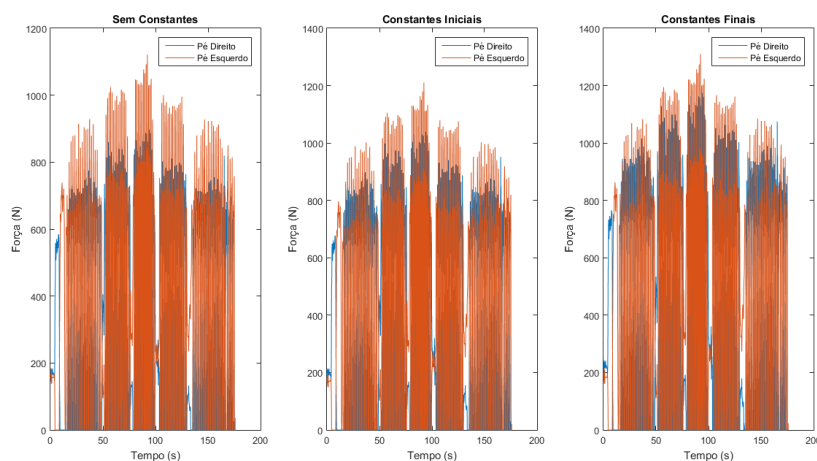 Sem Constantes
1200
1000
800
600
400
200
0
Força (N)
0 50 100 150 200
Tempo (s)
Pé Direito
Pé Esquerdo
Constantes Iniciais
1400
1200
1000
800
600
400
200
0
Força (N)
0 50 100 150 200
Tempo (s)
Pé Direito
Pé Esquerdo
Constantes Finais
1400
1200
1000
800
600
400
200
0
Força (N)
0 50 100 150 200
Tempo (s)
Pé Direito
Pé Esquerdo